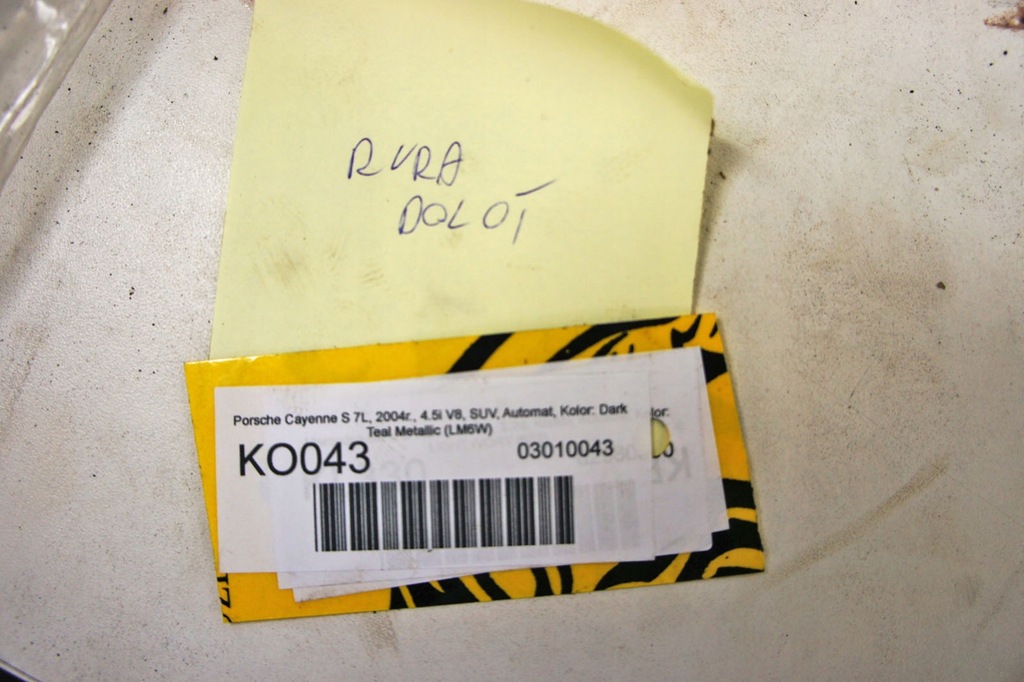 RURA
DOLOT
Porsche Cayenne S 7L, 2004r., 4.5i V8, SUV, Automat, Kolor: Dark
Teal Metallic (LM6W)
KO043
03010043